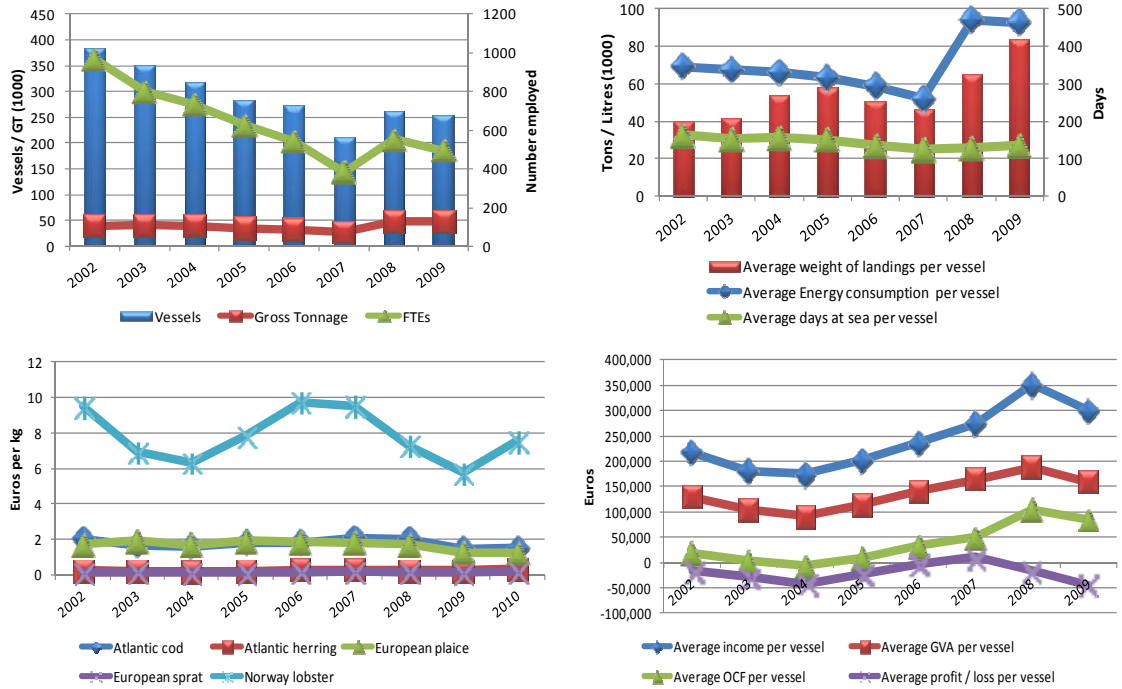 450
400
350
300
250
200
150
100
50
0
Vessels / GT (1000)
1200
1000
800
600
400
200
0
Number employed
2002 2003 2004 2005 2006 2007 2008 2009
Vessels Gross Tonnage FTEs
100
80
60
40
20
0
Tons / Litres (1000)
500
400
300
200
100
0
Days
2002 2003 2004 2005 2006 2007 2008 2009
Average weight of landings per vessel
Average Energy consumption per vessel
Average days at sea per vessel
12
10
8
6
4
2
0
Euros per kg
2002 2003 2004 2005 2006 2007 2008 2009 2010
Atlantic cod Atlantic herring European plaice
European sprat Norway lobster
400,000
350,000
300,000
250,000
200,000
150,000
100,000
50,000
0
-50,000
-100,000
Euros
2002 2003 2004 2005 2006 2007 2008 2009
Average income per vessel Average GVA per vessel
Average OCF per vessel Average profit / loss per vessel